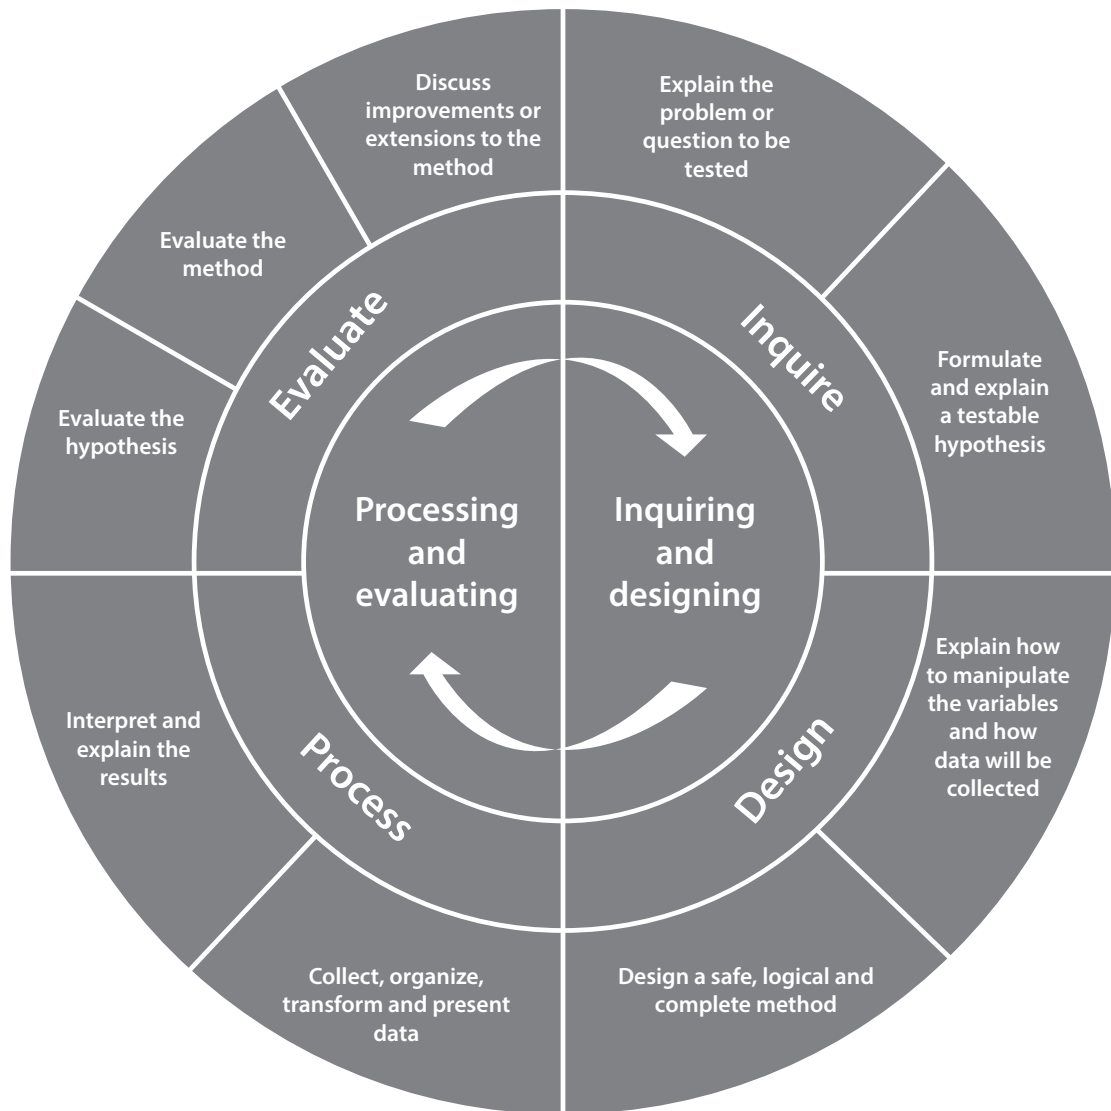 Explain the
problem or
question to be
tested
Formulate
and explain
a testable
hypothesis
Explain how
to manipulate
the variables
and how
data will be
collected
Design a safe, logical and
complete method
Collect, organize,
transform and present
data
Interpret and
explain the
results
Evaluate the
hypothesis
Evaluate the
method
Discuss
improvements or
extensions to the
method
Inquire
Design
Process
Evaluate
Inquiring
and
designing
Processing
and
evaluating